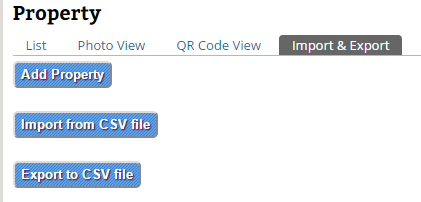 Property
List Photo View QR Code View Import & Export
Add Property
Import from CSV file
Export to CSV file